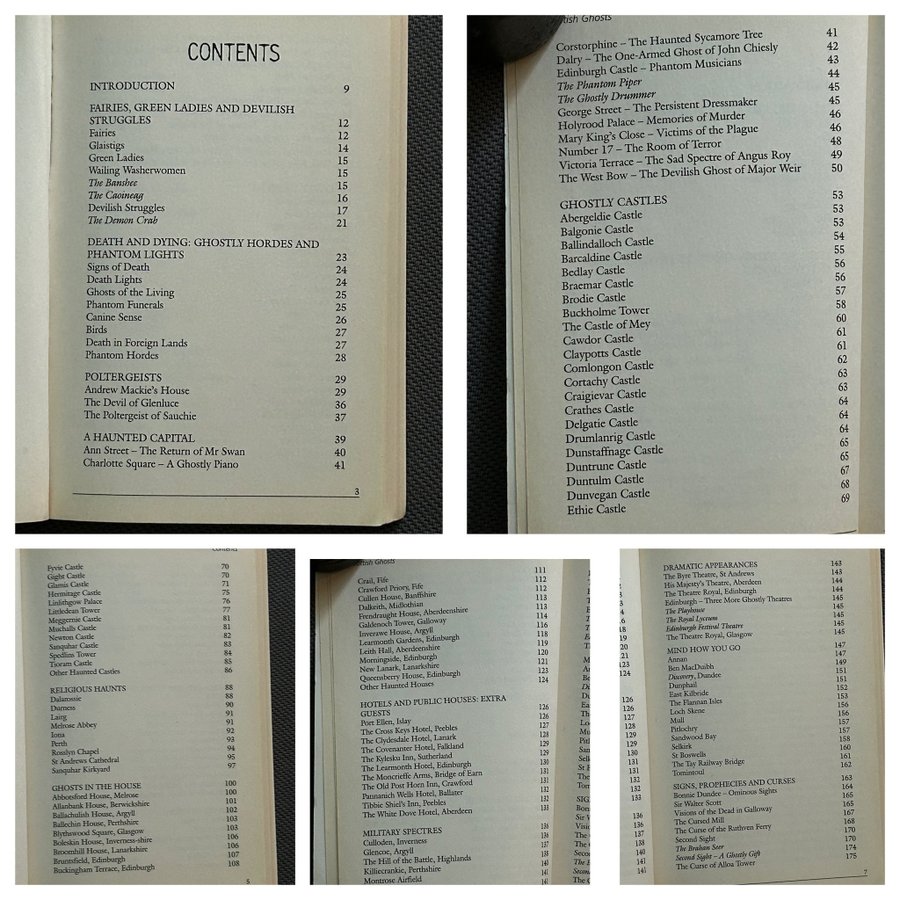 CONTENTS
INTRODUCTION 9
FAIRIES, GREEN LADIES AND DEVILISH
STRUGGLES 12
Fairies 12
Glaistigs 14
Green Ladies 15
Wailing Washerwomen 15
The Banshee 15
The Caoineag 16
Devilish Struggles 17
The Demon Crab 21
DEATH AND DYING: GHOSTLY HORDES AND
PHANTOM LIGHTS 23
Signs of Death 24
Death Lights 24
Ghosts of the Living 25
Phantom Funerals 25
Canine Sense 26
Birds 27
Death in Foreign Lands 27
Phantom Hordes 28
POLTERGEISTS 29
Andrew Mackie's House 29
The Devil of Glenluce 36
The Poltergeist of Sauchie 37
A HAUNTED CAPITAL 39
Ann Street – The Return of Mr Swan 40
Charlotte Square – A Ghostly Piano 41
3
Ghosts
Corstorphine – The Haunted Sycamore Tree 41
Dalry – The One-Armed Ghost of John Chiesly 42
Edinburgh Castle – Phantom Musicians 43
The Phantom Piper 44
The Ghostly Drummer 45
George Street – The Persistent Dressmaker 45
Holyrood Palace – Memories of Murder 46
Mary King's Close – Victims of the Plague 46
Number 17 – The Room of Terror 48
Victoria Terrace – The Sad Spectre of Angus Roy 49
The West Bow – The Devilish Ghost of Major Weir 50
GHOSTLY CASTLES 53
Abergeldie Castle 53
Balgonie Castle 53
Ballindalloch Castle 54
Barcaldine Castle 55
Bedlay Castle 56
Braemar Castle 56
Brodie Castle 57
Buckholme Tower 58
The Castle of Mey 60
Cawdor Castle 61
Claypotts Castle 61
Comlongon Castle 62
Cortachy Castle 63
Craigievar Castle 63
Crathes Castle 64
Delgatie Castle 64
Drumlanrig Castle 64
Dunstaffnage Castle 65
Duntrune Castle 65
Duntulm Castle 67
Dunvegan Castle 68
Ethie Castle 69
Contents
Fyvie Castle 70
Gight Castle 70
Glamis Castle 71
Hermitage Castle 75
Linlithgow Palace 76
Littledean Tower 77
Meggernie Castle 81
Muchalls Castle 81
Newton Castle 82
Sanquhar Castle 83
Spedlins Tower 84
Tioram Castle 85
Other Haunted Castles 86
RELIGIOUS HAUNTS 88
Dalarossie 88
Durness 90
Lairg 91
Melrose Abbey 91
Iona 92
Perth 93
Rosslyn Chapel 94
St Andrews Cathedral 95
Sanquhar Kirkyard 97
GHOSTS IN THE HOUSE 100
Abbotsford House, Melrose 100
Allanbank House, Berwickshire 101
Ballachulish House, Argyll 102
Ballechin House, Perthshire 103
Blythswood Square, Glasgow 103
Boleskin House, Inverness-shire 106
Broomhill House, Lanarkshire 106
Bruntsfield, Edinburgh 107
Buckingham Terrace, Edinburgh 108
5
Ghosts
Crail, Fife 111
Crawford Priory, Fife 112
Cullen House, Banffshire 112
Dalkeith, Midlothian 113
Frendraught House, Aberdeenshire 113
Galdenoch Tower, Galloway 114
Inverawe House, Argyll 116
Learmonth Gardens, Edinburgh 118
Leith Hall, Aberdeenshire 119
Morningside, Edinburgh 120
New Lanark, Lanarkshire 121
Queensberry House, Edinburgh 123
Other Haunted Houses 124
HOTELS AND PUBLIC HOUSES: EXTRA
GUESTS 126
Port Ellen, Islay 126
The Cross Keys Hotel, Peebles 127
The Clydesdale Hotel, Lanark 128
The Covenanter Hotel, Falkland 129
The Kylesku Inn, Sutherland 129
The Learmonth Hotel, Edinburgh 130
The Moncrieffe Arms, Bridge of Earn 130
The Old Post Horn Inn, Crawford 131
Pannanich Wells Hotel, Ballater 132
Tibbie Shiel's Inn, Peebles 132
The White Dove Hotel, Aberdeen 133
MILITARY SPECTRES 136
Culloden, Inverness 136
Glencoe, Argyll 137
The Hill of the Battle, Highlands 138
Killiecrankie, Perthshire 140
Montrose Airfield 141
DRAMATIC APPEARANCES 143
The Byre Theatre, St Andrews 143
His Majesty's Theatre, Aberdeen 144
The Theatre Royal, Edinburgh 144
Edinburgh – Three More Ghostly Theatres 145
The Playhouse 145
The Royal Lyceum 145
Edinburgh Festival Theatre 145
The Theatre Royal, Glasgow 145
MIND HOW YOU GO 147
Annan 147
Ben MacDuibh 149
Discovery, Dundee 151
Dunphail 151
East Kilbride 152
The Flannan Isles 153
Loch Skene 156
Mull 156
Pitlochry 157
Sandwood Bay 157
Selkirk 158
St Boswells 160
The Tay Railway Bridge 161
Tomintoul 162
SIGNS, PROPHECIES AND CURSES 163
Bonnie Dundee – Ominous Sights 164
Sir Walter Scott 165
Visions of the Dead in Galloway 165
The Cursed Mill 167
The Curse of the Ruthven Ferry 168
Second Sight 170
The Brahan Seer 170
Second Sight – A Ghostly Gift 174
The Curse of Alloa Tower 175
7